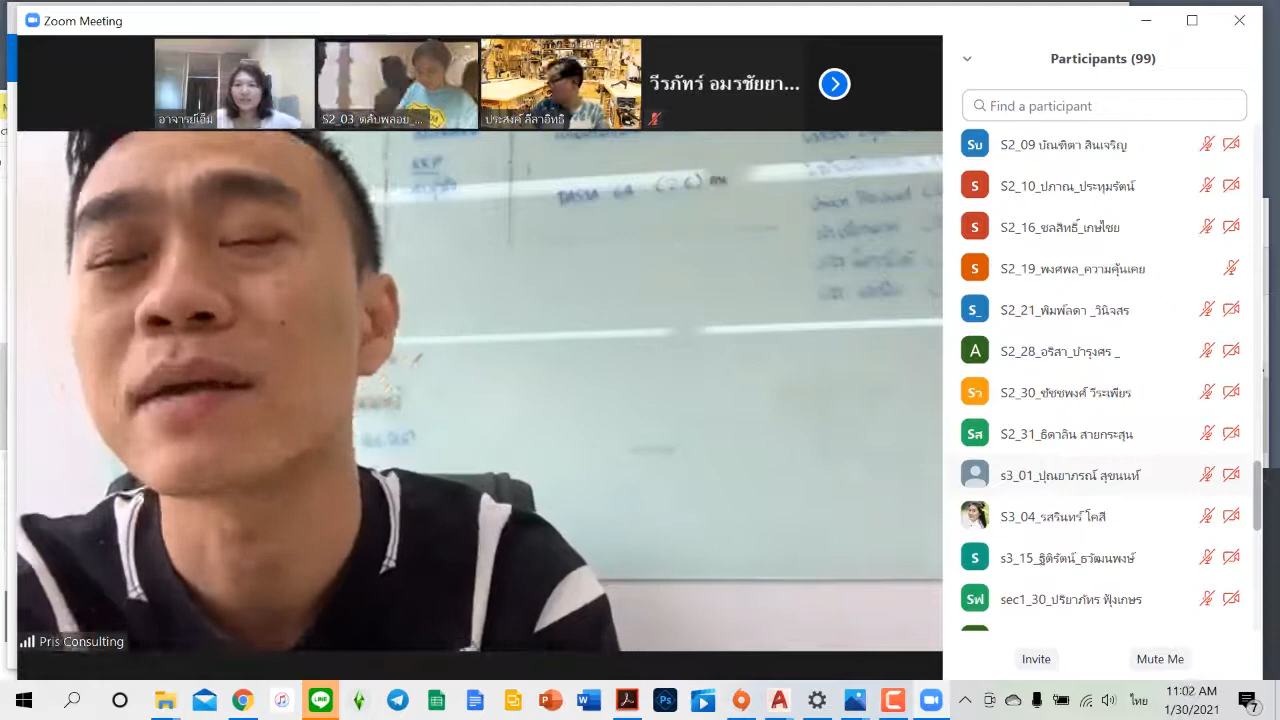 Zoom Meeting
อาจารย์เอ็ม
S2_03_ตลับพลอย_...
ประสงค์ ลีลาอิทธิ
วีรภัทร์ อมรชัยยา...
Pris Consulting
Participants (99)
Find a participant
Sบ S2_09 บัณฑิตา สินเจริญ
S S2_10_ปภาณ_ประทุมรัตน์
S S2_16_ชลสิทธิ์_เกษไชย
S S2_19_พงศพล_ความคุ้นเคย
S_ S2_21_พิมพ์ลดา _วินิจสร
A S2_28_อริสา_บำรุงศร _
Sว S2_30_ชัชชพงศ์ วีระเพียร
Sส S2_31_ธิดาลิน สายกระสุน
s3_01_ปุณยาภรณ์ สุขนนท์
S3_04_รสรินทร์ โคสี
S s3_15_ฐิติรัตน์_ธวัฒนพงษ์
Sฟ sec1_30_ปริยาภัทร ฟุ้งเกษร
Invite
Mute Me
ไทย
11:02 AM
1/30/2021
7